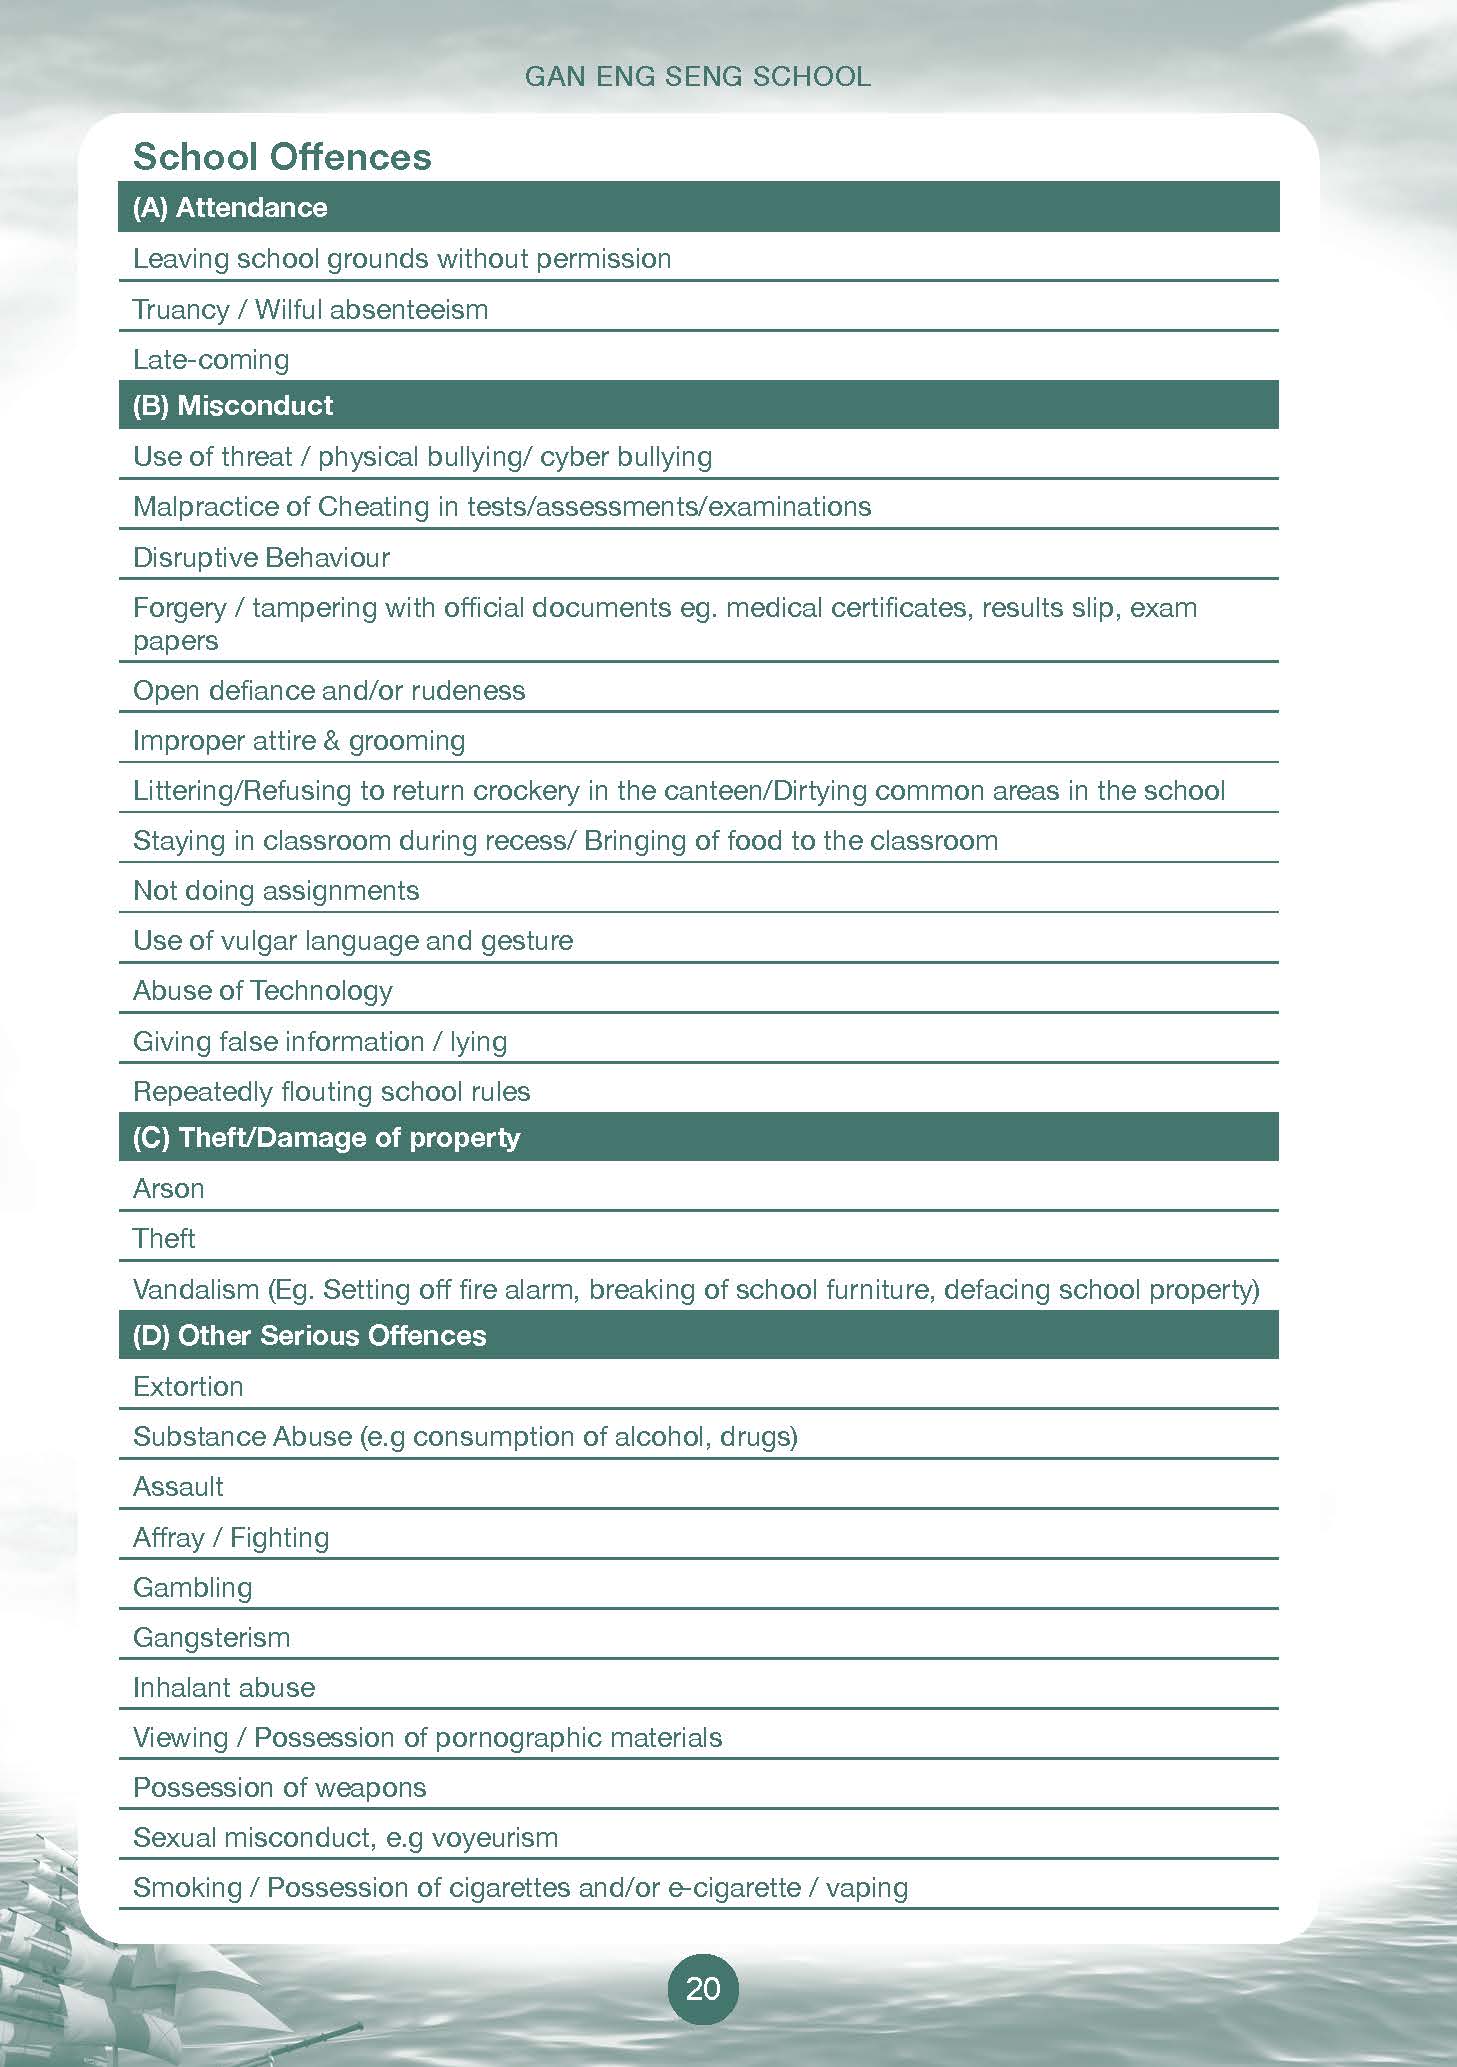 GAN ENG SENG SCHOOL
School Offences
(A) Attendance
Leaving school grounds without permission
Truancy / Wilful absenteeism
Late-coming
(B) Misconduct
Use of threat / physical bullying/ cyber bullying
Malpractice of Cheating in tests/assessments/examinations
Disruptive Behaviour
Forgery / tampering with official documents eg. medical certificates, results slip, exam
papers
Open defiance and/or rudeness
Improper attire & grooming
Littering/Refusing to return crockery in the canteen/Dirtying common areas in the school
Staying in classroom during recess/ Bringing of food to the classroom
Not doing assignments
Use of vulgar language and gesture
Abuse of Technology
Giving false information / lying
Repeatedly flouting school rules
(C) Theft/Damage of property
Arson
Theft
Vandalism (Eg. Setting off fire alarm, breaking of school furniture, defacing school property)
(D) Other Serious Offences
Extortion
Substance Abuse (e.g consumption of alcohol, drugs)
Assault
Affray / Fighting
Gambling
Gangsterism
Inhalant abuse
Viewing / Possession of pornographic materials
Possession of weapons
Sexual misconduct, e.g voyeurism
Smoking / Possession of cigarettes and/or e-cigarette / vaping
20